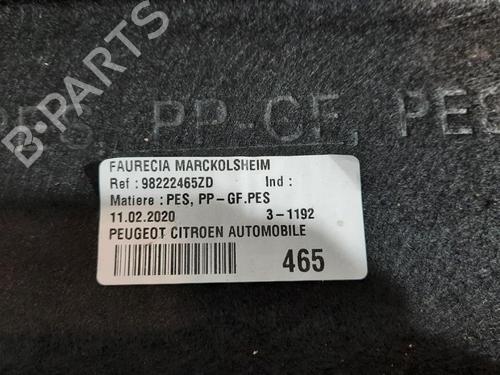 PES, PP-GF, PES
FAURECIA MARCKOLSHEIM
Ref : 98222465ZD Ind :
Matiere : PES, PP-GF.PES
11.02.2020 3-1192
PEUGEOT CITROEN AUTOMOBILE
465
B-PARTS